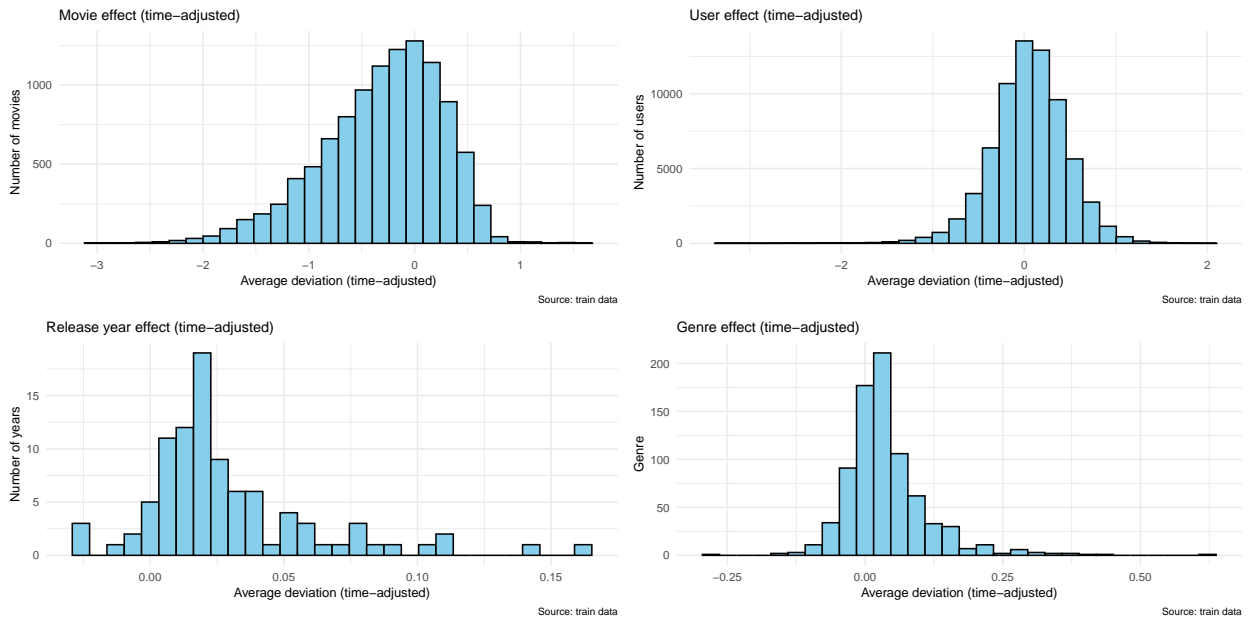 Movie effect (time−adjusted)
Number of movies
1000
500
0
−3
−2
−1
0
1
Average deviation (time−adjusted)
Source: train data
User effect (time−adjusted)
Number of users
10000
5000
0
−2
0
2
Average deviation (time−adjusted)
Source: train data
Release year effect (time−adjusted)
Number of years
15
10
5
0
0.00
0.05
0.10
0.15
Average deviation (time−adjusted)
Source: train data
Genre effect (time−adjusted)
Genre
200
150
100
50
0
−0.25
0.00
0.25
0.50
Average deviation (time−adjusted)
Source: train data